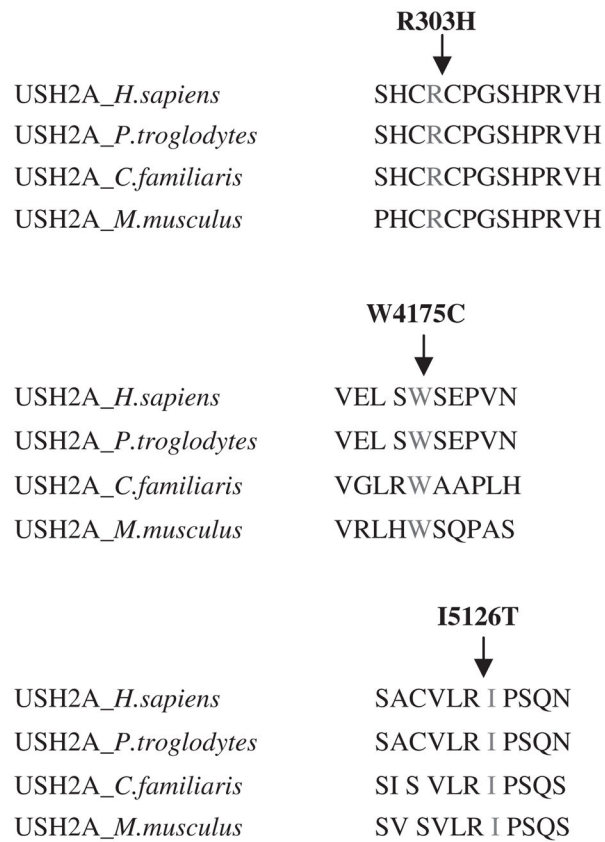 R303H
USH2A_H.sapiens SHCRCPGSHPRVH
USH2A_P.troglodytes SHCRCPGSHPRVH
USH2A_C.familiaris SHCRCPGSHPRVH
USH2A_M.musculus PHCRCPGSHPRVH
W4175C
USH2A_H.sapiens VEL SWSEPVN
USH2A_P.troglodytes VEL SWSEPVN
USH2A_C.familiaris VGLRWAAPLH
USH2A_M.musculus VRLHWSQPAS
I5126T
USH2A_H.sapiens SACVLR I PSQN
USH2A_P.troglodytes SACVLR I PSQN
USH2A_C.familiaris SI S VLR I PSQS
USH2A_M.musculus SV SVLR I PSQS